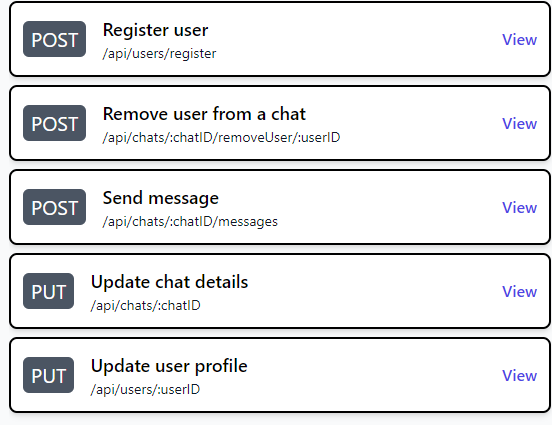 POST
Register user
/api/users/register
View
POST
Remove user from a chat
/api/chats/:chatID/removeUser/:userID
View
POST
Send message
/api/chats/:chatID/messages
View
PUT
Update chat details
/api/chats/:chatID
View
PUT
Update user profile
/api/users/:userID
View